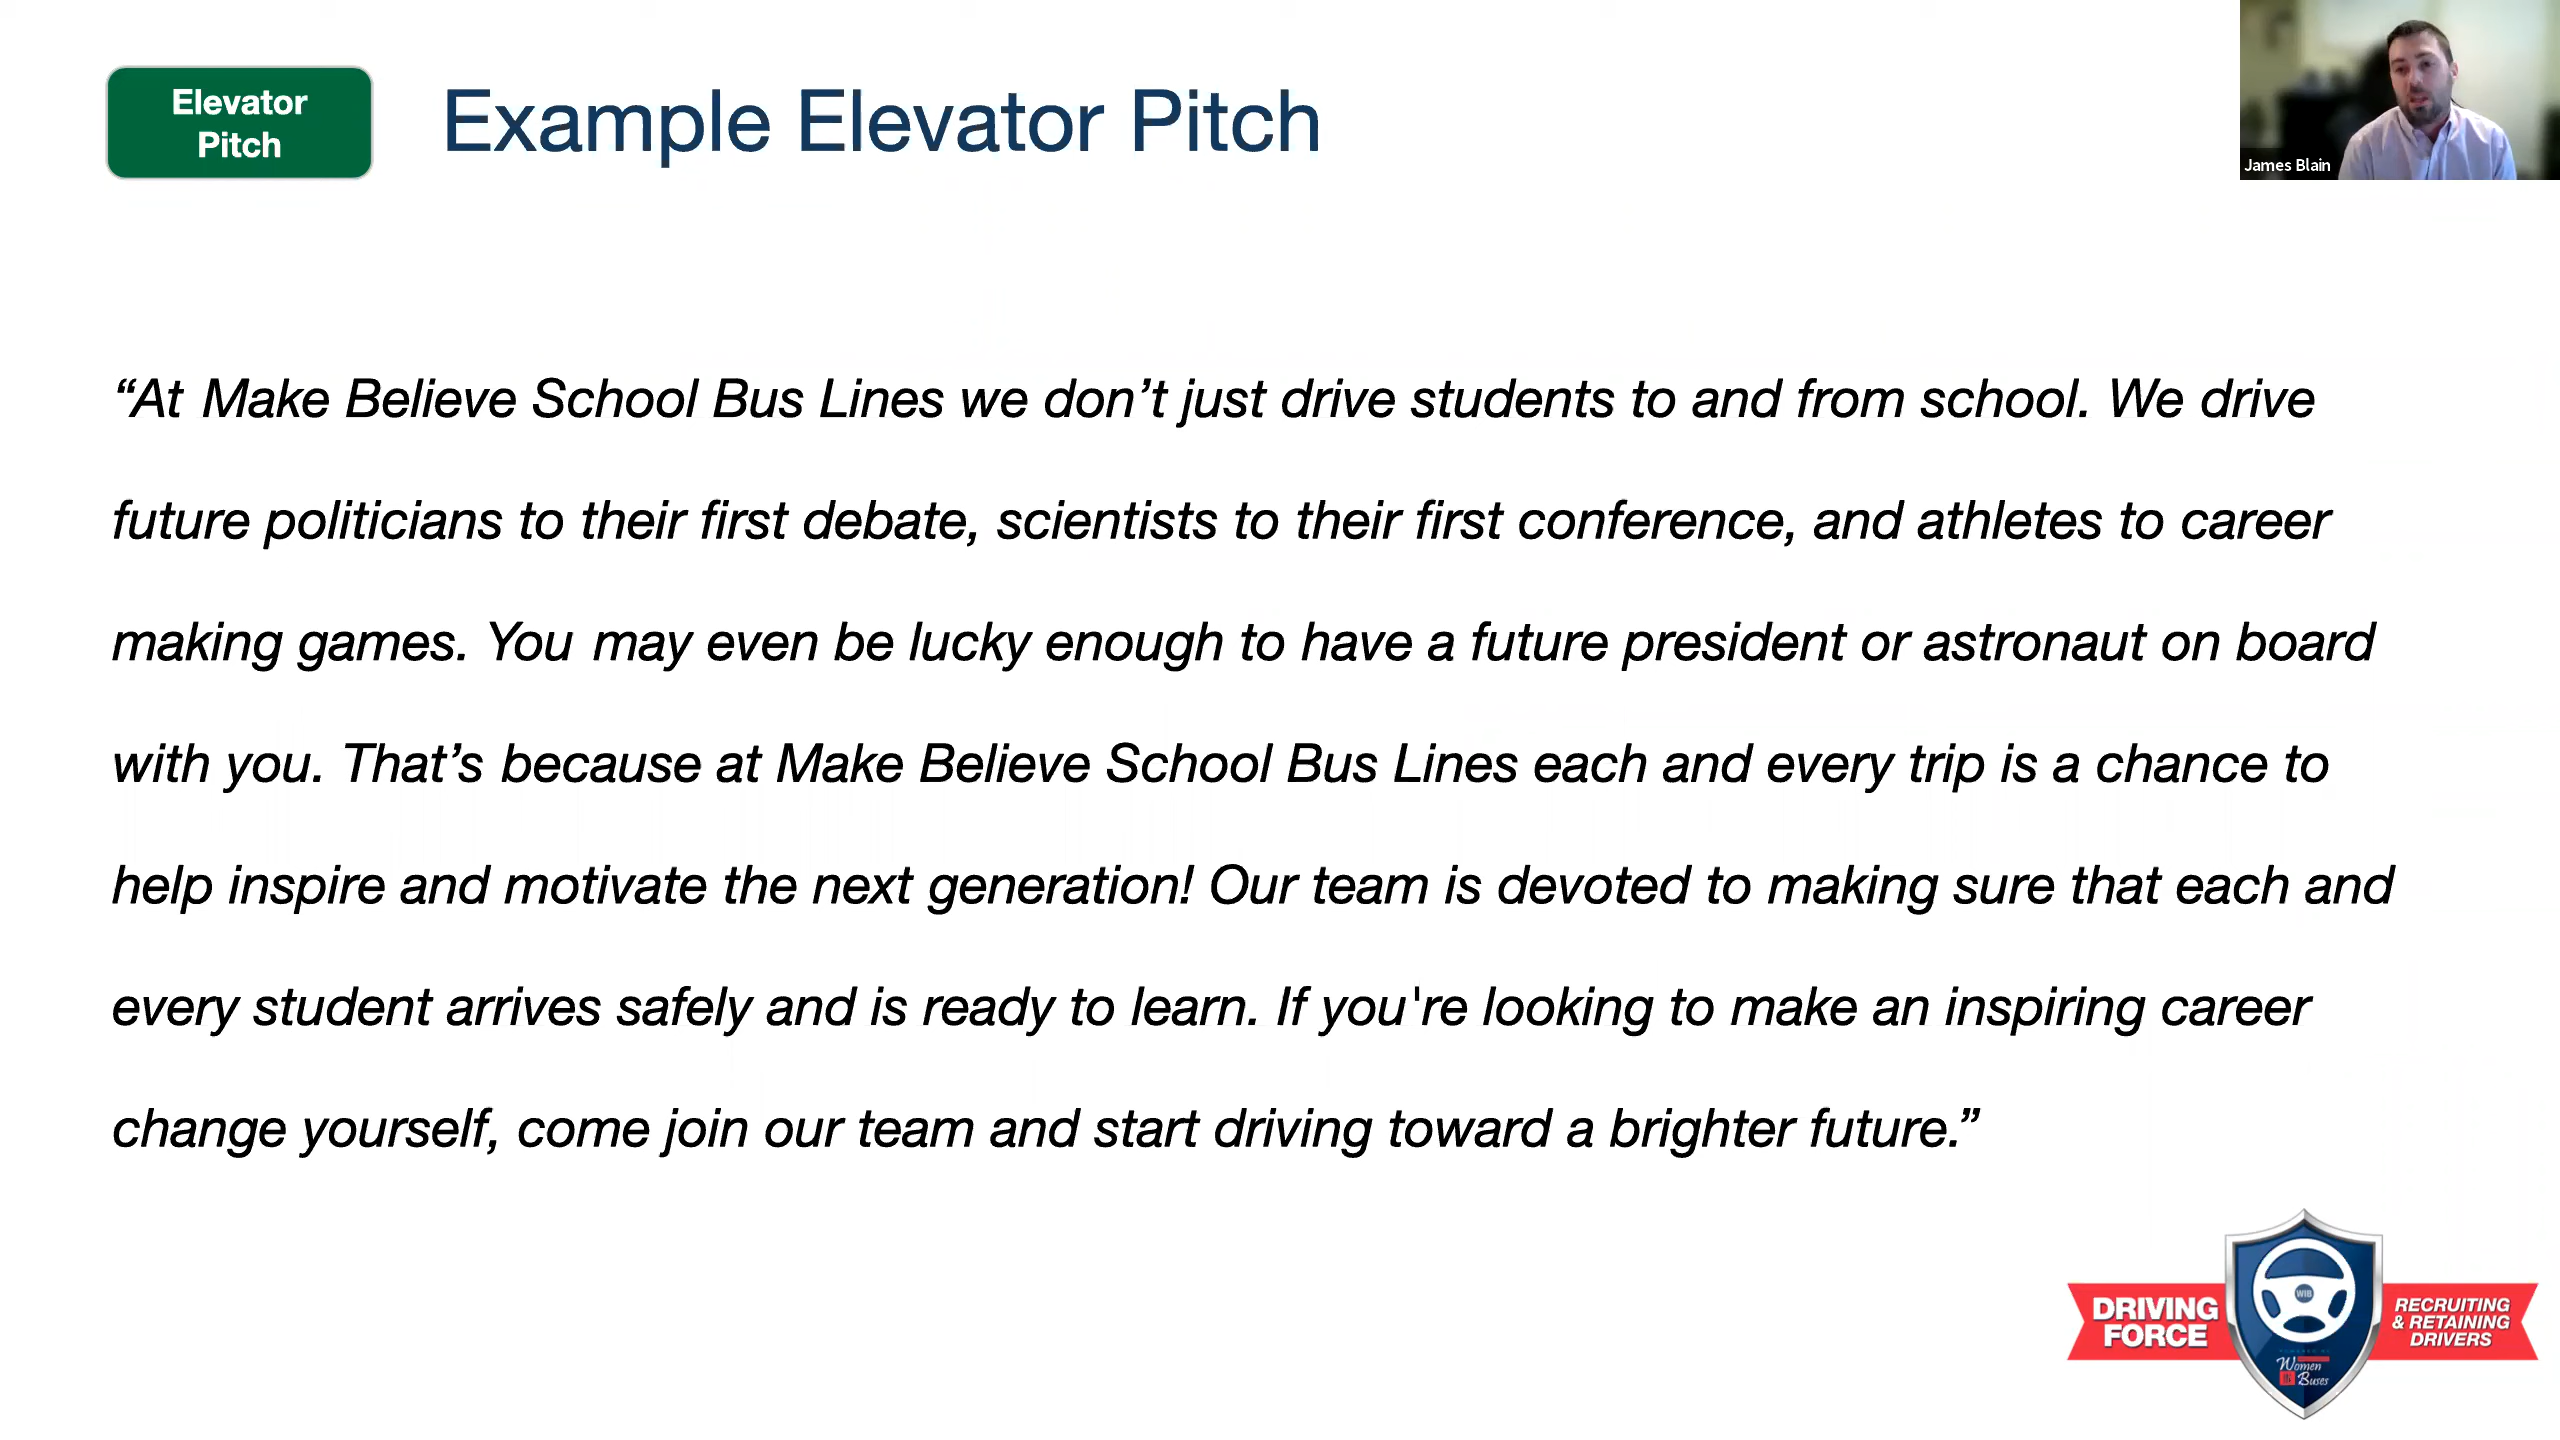 Elevator
Pitch
Example Elevator Pitch
James Blain
“At Make Believe School Bus Lines we don’t just drive students to and from school. We drive
future politicians to their first debate, scientists to their first conference, and athletes to career
making games. You may even be lucky enough to have a future president or astronaut on board
with you. That’s because at Make Believe School Bus Lines each and every trip is a chance to
help inspire and motivate the next generation! Our team is devoted to making sure that each and
every student arrives safely and is ready to learn. If you're looking to make an inspiring career
change yourself, come join our team and start driving toward a brighter future.”
DRIVING
FORCE
WIB
RECRUITING
& RETAINING
DRIVERS
POWERED BY
Women
in Buses